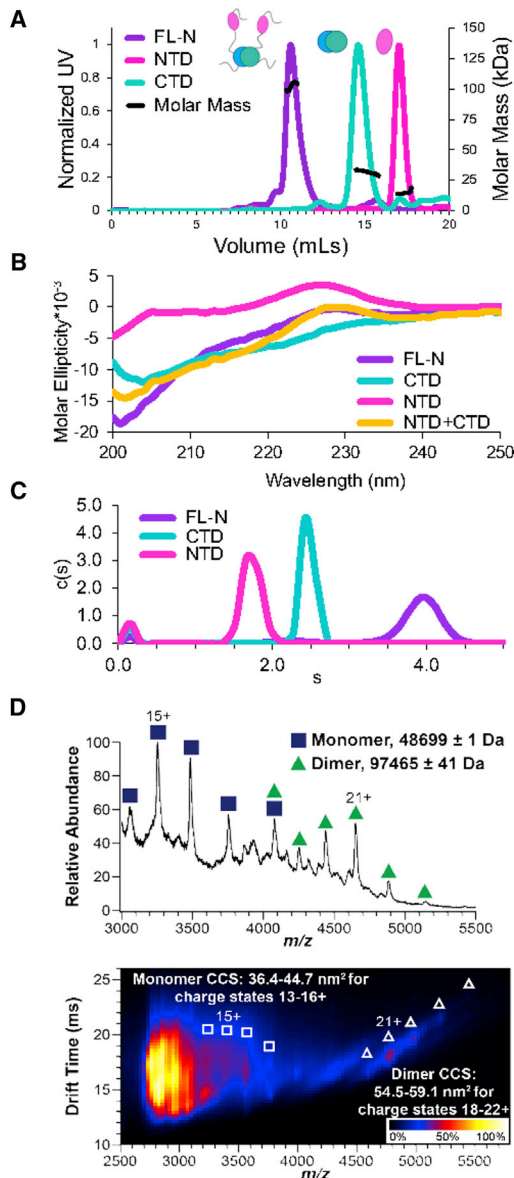 A
FL-N
NTD
CTD
Molar Mass
Normalized UV
1
0.8
0.6
0.4
0.2
0
150
125
100
75
50
25
0
Molar Mass (kDa)
0
5
10
15
20
Volume (mLs)
B
Molar Ellipticity*10⁻³
5
0
-5
-10
-15
-20
FL-N
CTD
NTD
NTD+CTD
200
210
220
230
240
250
Wavelength (nm)
C
c(s)
5.0
4.0
3.0
2.0
1.0
0.0
FL-N
CTD
NTD
0.0
2.0
4.0
s
D
Relative Abundance
100
80
60
40
20
0
15+
Monomer, 48699 ± 1 Da
Dimer, 97465 ± 41 Da
21+
3000
3500
4000
4500
5000
5500
m/z
Drift Time (ms)
25
20
15
10
Monomer CCS: 36.4-44.7 nm² for
charge states 13-16+
15+
21+
Dimer CCS:
54.5-59.1 nm² for
charge states 18-22+
0%
50%
100%
2500
3000
3500
4000
4500
5000
5500
m/z